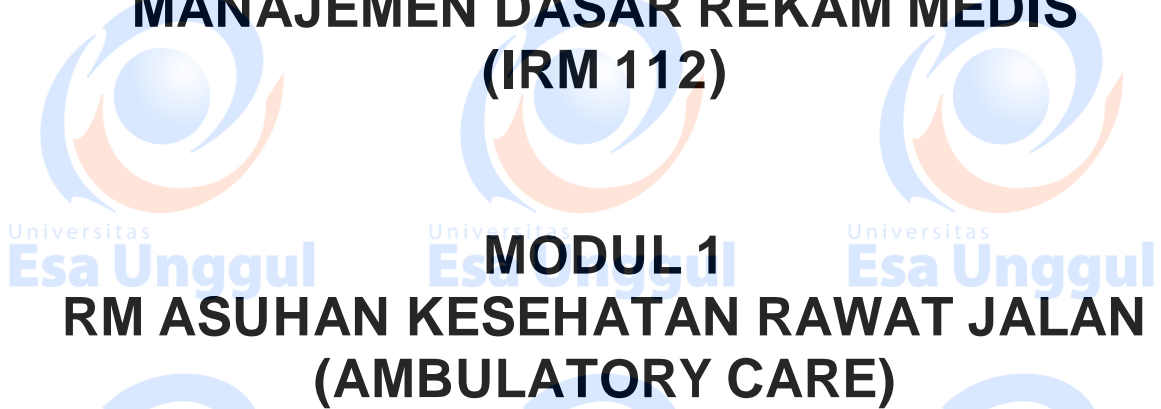 MANAJEMEN DASAR REKAM MEDIS
(IRM 112)
Universitas Universitas Universitas
Esa Unggul Esa Unggul Esa Unggul
MODUL 1
RM ASUHAN KESEHATAN RAWAT JALAN
(AMBULATORY CARE)